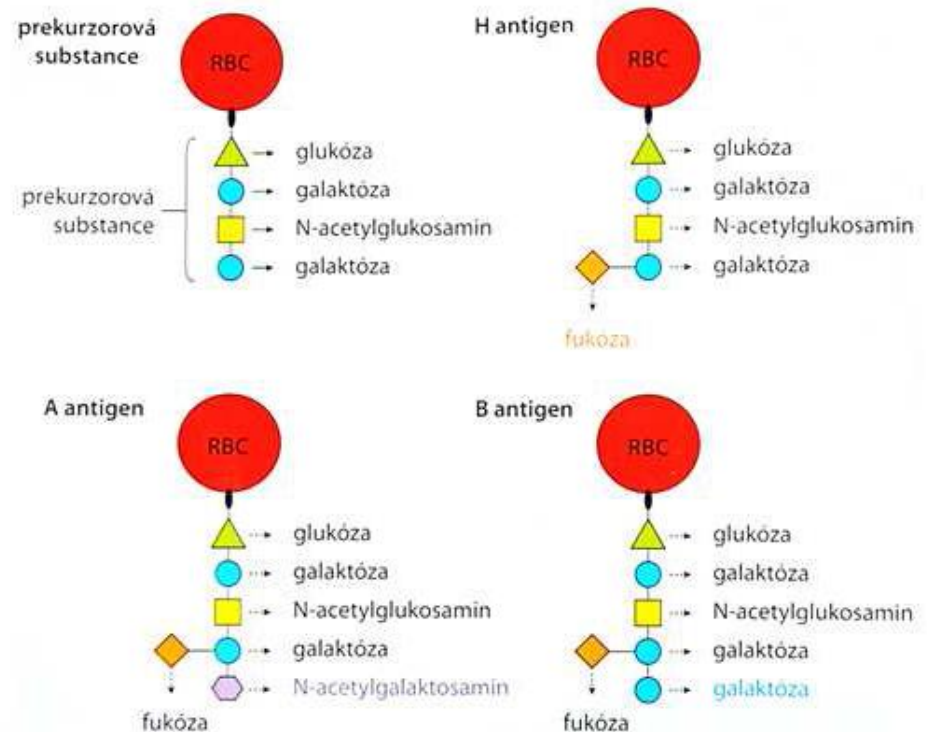 prekurzorová
substance
RBC
prekurzorová
substance
glukóza
galaktóza
N-acetylglukosamin
galaktóza
H antigen
RBC
glukóza
galaktóza
N-acetylglukosamin
galaktóza
fukóza
A antigen
RBC
glukóza
galaktóza
N-acetylglukosamin
galaktóza
N-acetylgalaktosamin
fukóza
B antigen
RBC
glukóza
galaktóza
N-acetylglukosamin
galaktóza
galaktóza
fukóza